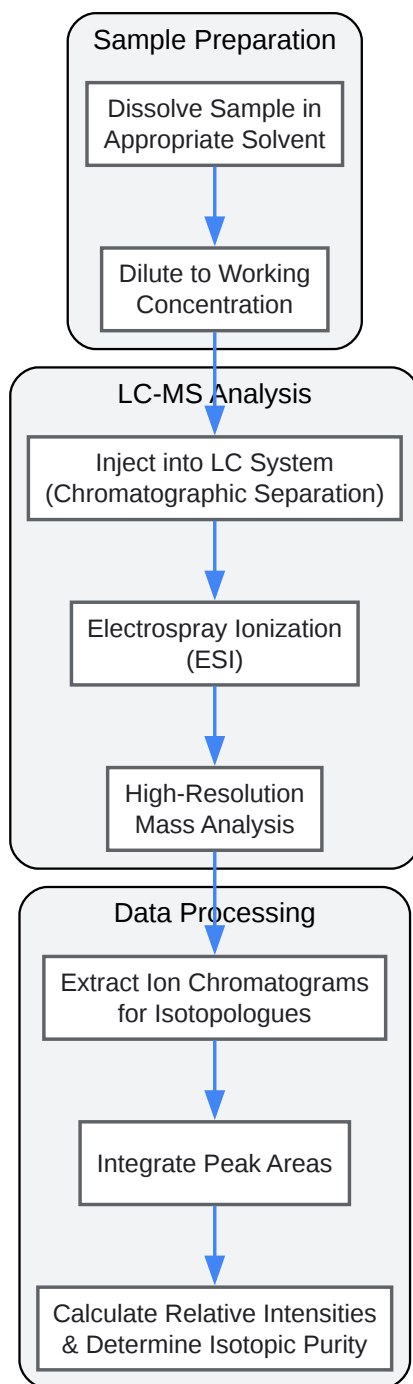 Sample Preparation
Dissolve Sample in
Appropriate Solvent
Dilute to Working
Concentration
LC-MS Analysis
Inject into LC System
(Chromatographic Separation)
Electrospray Ionization
(ESI)
High-Resolution
Mass Analysis
Data Processing
Extract Ion Chromatograms
for Isotopologues
Integrate Peak Areas
Calculate Relative Intensities
& Determine Isotopic Purity